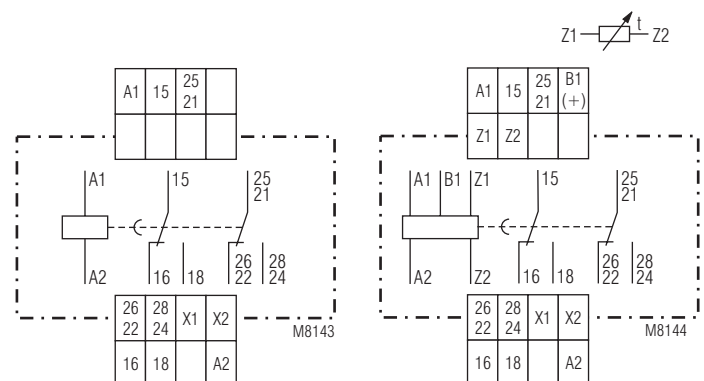 Z1 t Z2
A1 15 25 21
A1 15 25 21 B1 (+)
Z1 Z2
A1 15 25 21
A2 16 18 26 22 28 24
A1 B1 Z1 15 25 21
A2 Z2 16 18 26 22 28 24
26 22 28 24 X1 X2
16 18 A2
M8143
26 22 28 24 X1 X2
16 18 A2
M8144